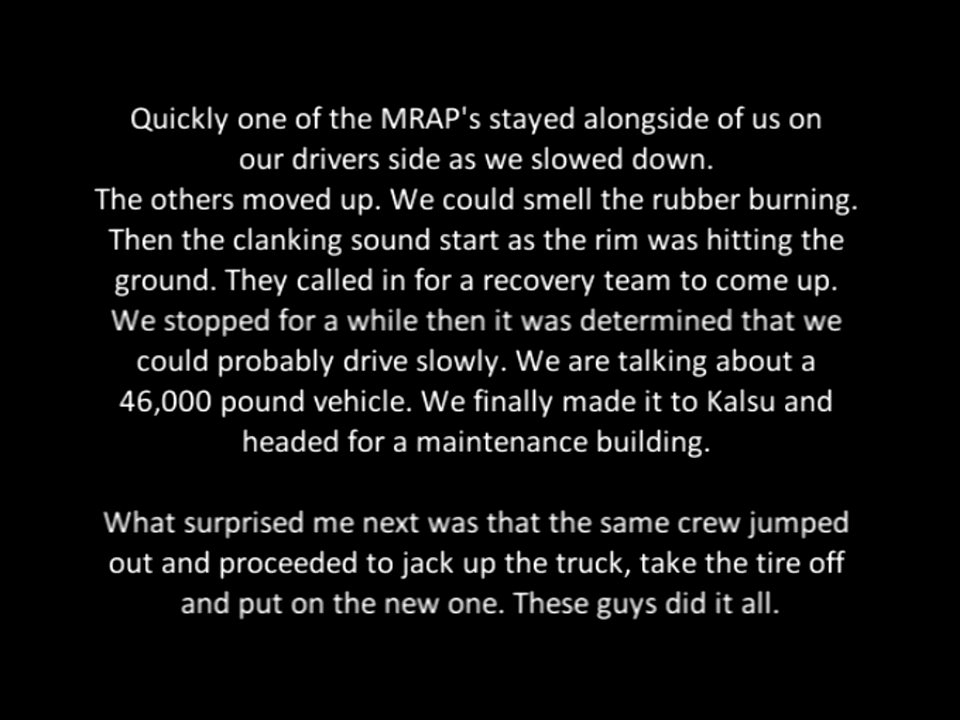 Quickly one of the MRAP's stayed alongside of us on
our drivers side as we slowed down.
The others moved up. We could smell the rubber burning.
Then the clanking sound start as the rim was hitting the
ground. They called in for a recovery team to come up.
We stopped for a while then it was determined that we
could probably drive slowly. We are talking about a
46,000 pound vehicle. We finally made it to Kalsu and
headed for a maintenance building.
What surprised me next was that the same crew jumped
out and proceeded to jack up the truck, take the tire off
and put on the new one. These guys did it all.